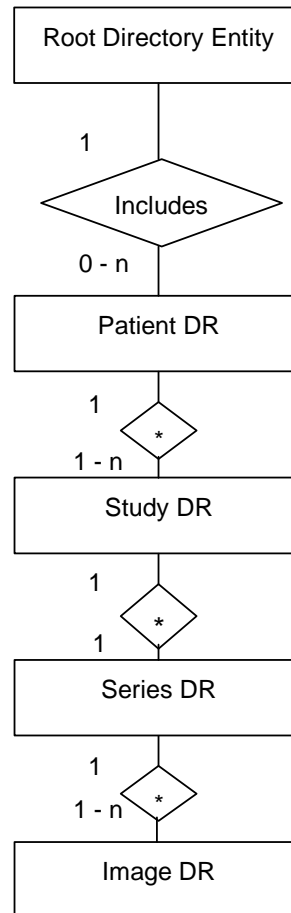 Root Directory Entity
1
Includes
0 - n
Patient DR
1
*
1 - n
Study DR
1
*
1
Series DR
1
*
1 - n
Image DR